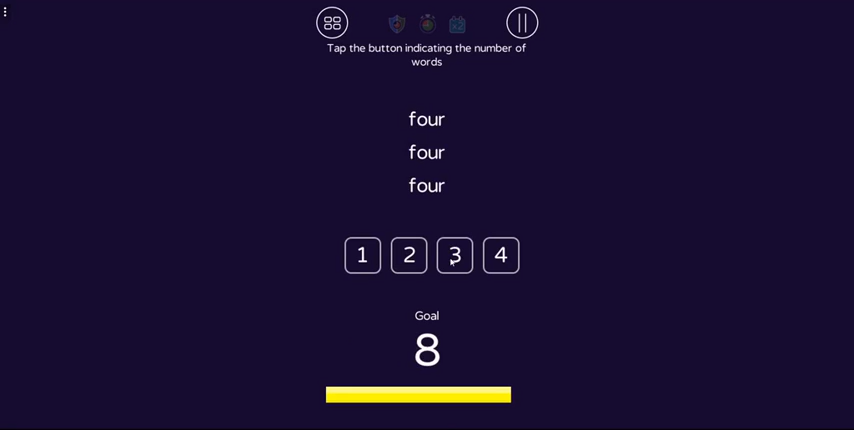 Tap the button indicating the number of
words
four
four
four
1 2 3 4
Goal
8